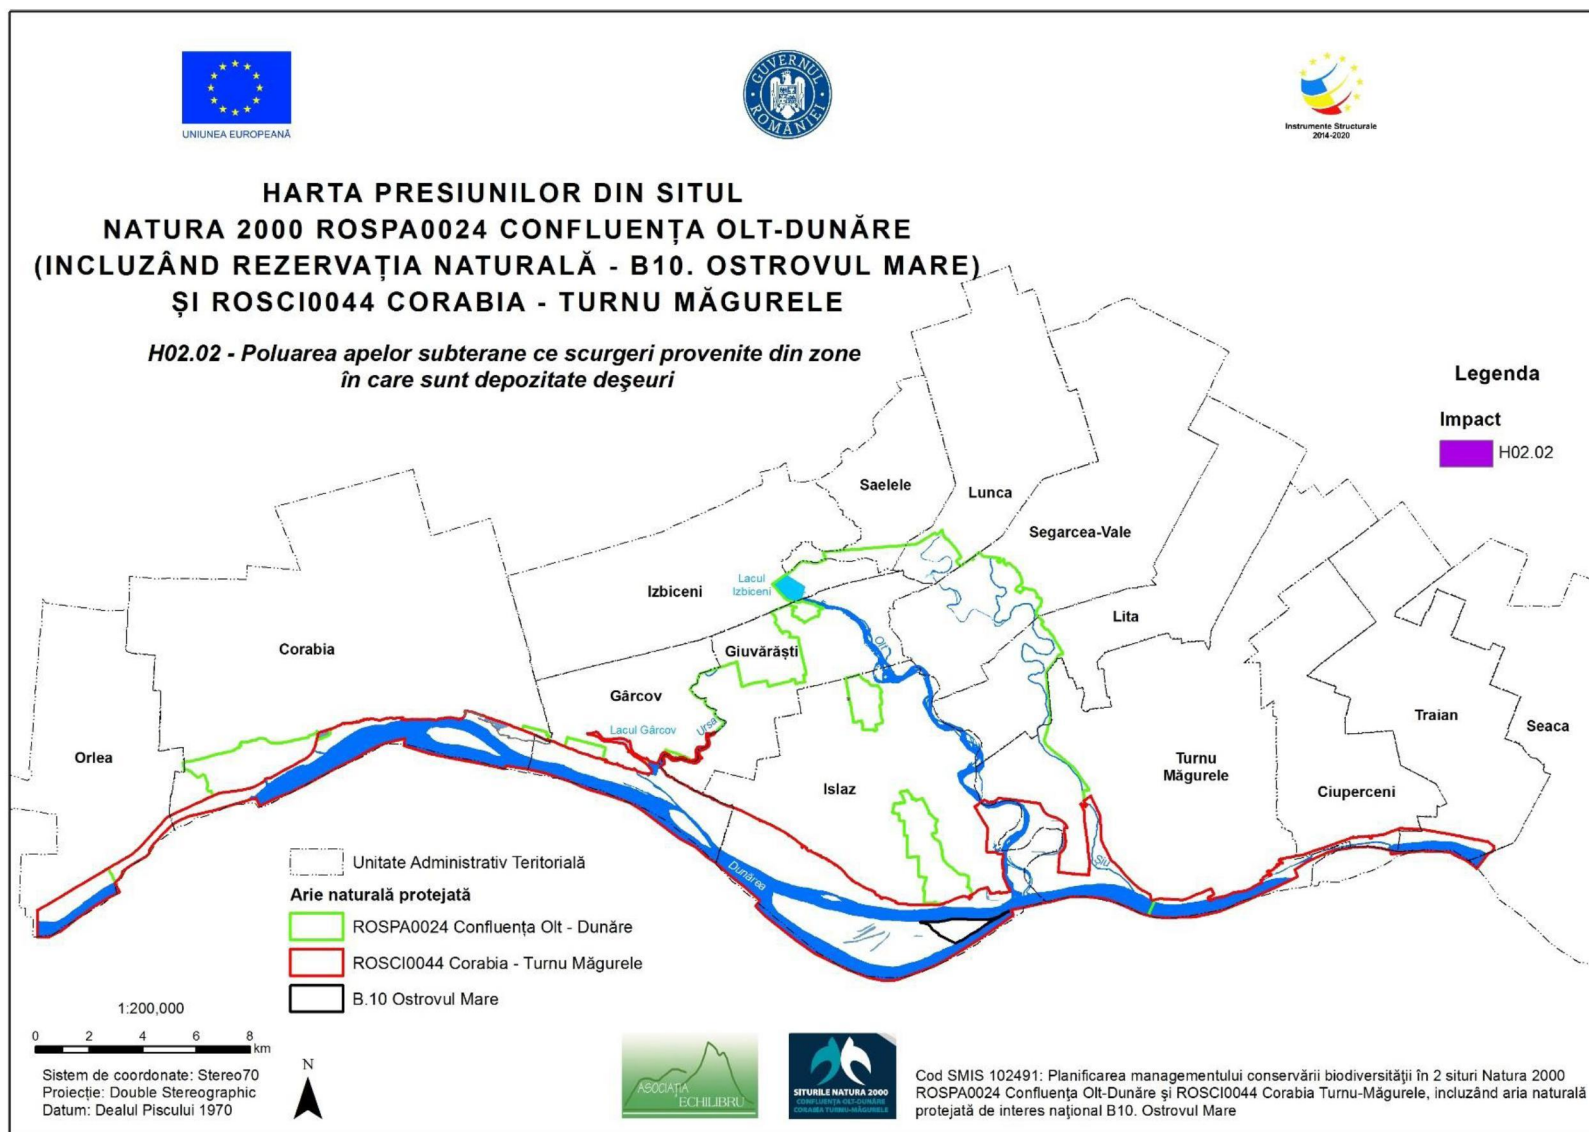 UNIUNEA EUROPEANĂ
GUVERNUL ROMÂNIEI
Instrumente Structurale
2014-2020
HARTA PRESIUNILOR DIN SITUL
NATURA 2000 ROSPA0024 CONFLUENȚA OLT-DUNĂRE
(INCLUZÂND REZERVAȚIA NATURALĂ - B10. OSTROVUL MARE)
ȘI ROSCI0044 CORABIA - TURNU MĂGURELE
H02.02 - Poluarea apelor subterane ce scurgeri provenite din zone
în care sunt depozitate deşeuri
Legenda
Impact
H02.02
Saelele
Lunca
Segarcea-Vale
Izbiceni
Lacul
Izbiceni
Lita
Olt
Corabia
Giuvărăști
Gârcov
Lacul Gârcov
Ursa
Orlea
Islaz
Turnu
Măgurele
Traian
Seaca
Ciuperceni
Dunărea
Siu
Unitate Administrativ Teritorială
Arie naturală protejată
ROSPA0024 Confluența Olt - Dunăre
ROSCI0044 Corabia - Turnu Măgurele
B.10 Ostrovul Mare
1:200,000
0 2 4 6 8
km
N
Sistem de coordonate: Stereo70
Proiecție: Double Stereographic
Datum: Dealul Piscului 1970
ASOCIAȚIA
ECHILIBRU
SITURILE NATURA 2000
CONFLUENȚA OLT-DUNĂRE
CORABIA TURNU-MĂGURELE
Cod SMIS 102491: Planificarea managementului conservării biodiversităţii în 2 situri Natura 2000
ROSPA0024 Confluenţa Olt-Dunăre şi ROSCI0044 Corabia Turnu-Măgurele, incluzând aria naturală
protejată de interes naţional B10. Ostrovul Mare